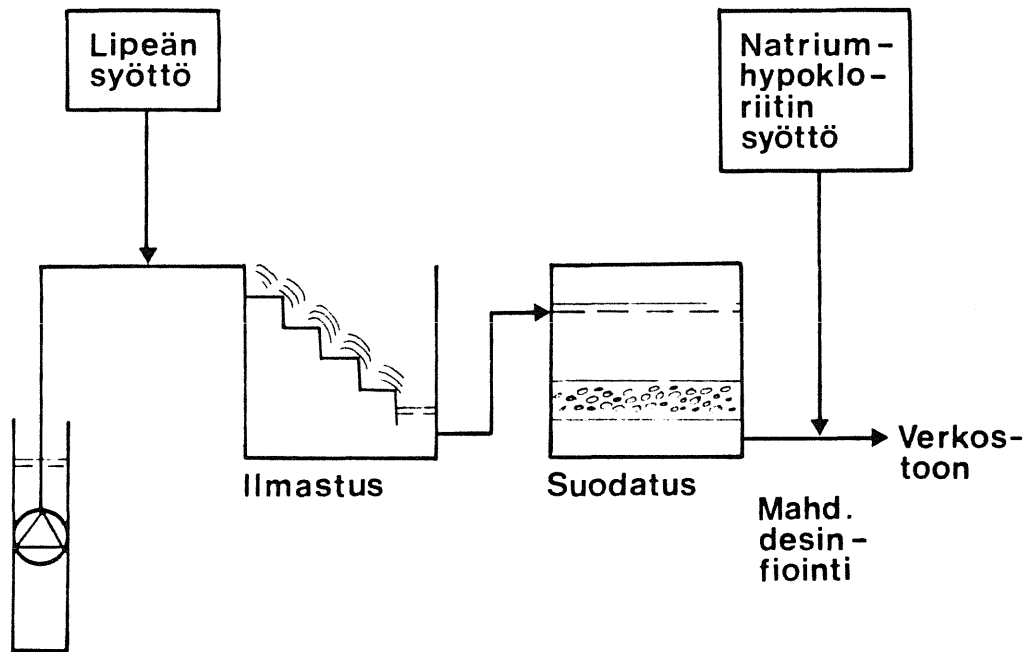 Lipeän
syöttö
Natrium-
hypoklo-
riitin
syöttö
Ilmastus
Suodatus
Verkos-
toon
Mahd.
desin-
fiointi